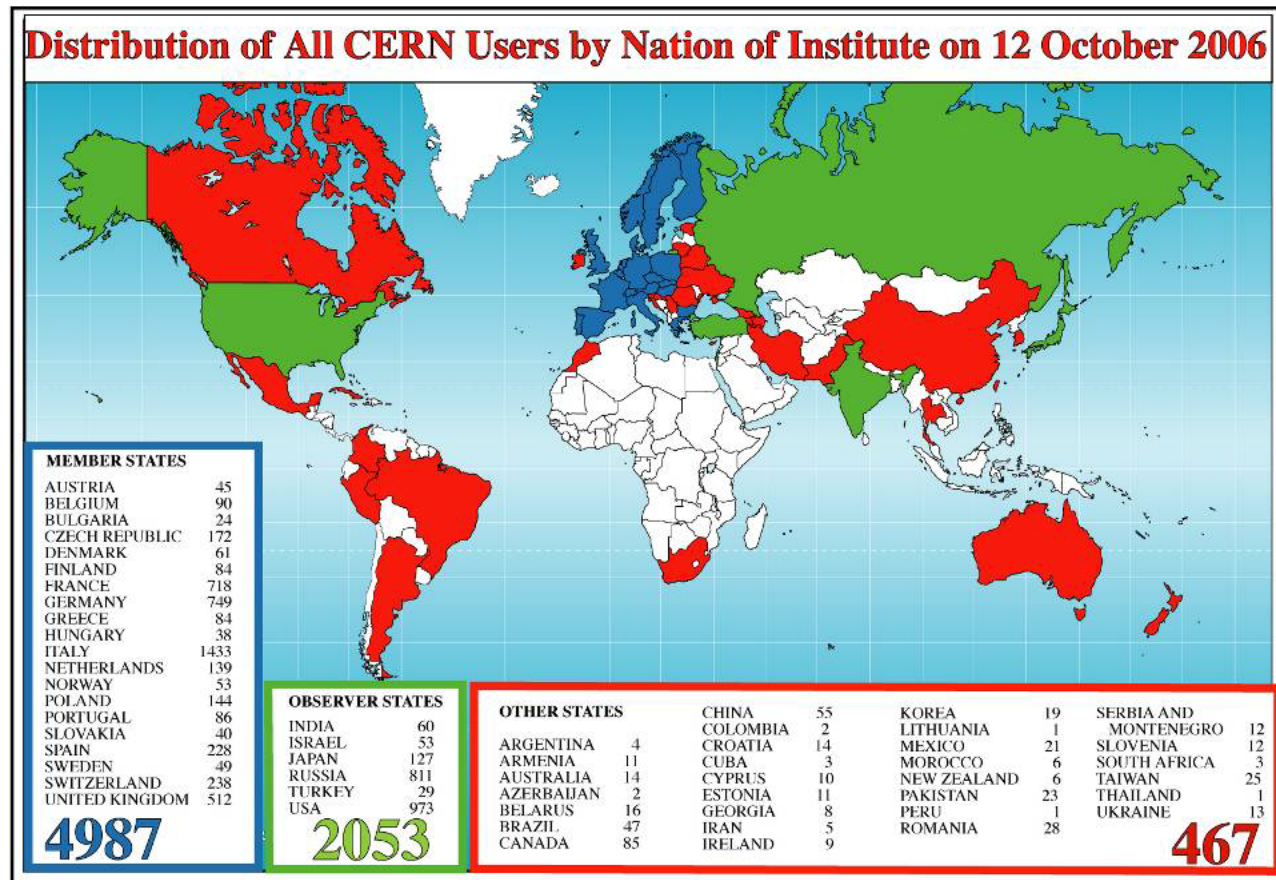 Distribution of All CERN Users by Nation of Institute on 12 October 2006
MEMBER STATES
AUSTRIA 45
BELGIUM 90
BULGARIA 24
CZECH REPUBLIC 172
DENMARK 61
FINLAND 84
FRANCE 718
GERMANY 749
GREECE 84
HUNGARY 38
ITALY 1433
NETHERLANDS 139
NORWAY 53
POLAND 144
PORTUGAL 86
SLOVAKIA 40
SPAIN 228
SWEDEN 49
SWITZERLAND 238
UNITED KINGDOM 512
4987
OBSERVER STATES
INDIA 60
ISRAEL 53
JAPAN 127
RUSSIA 811
TURKEY 29
USA 973
2053
OTHER STATES
ARGENTINA 4
ARMENIA 11
AUSTRALIA 14
AZERBAIJAN 2
BELARUS 16
BRAZIL 47
CANADA 85
CHINA 55
COLOMBIA 2
CROATIA 14
CUBA 3
CYPRUS 10
ESTONIA 11
GEORGIA 8
IRAN 5
IRELAND 9
KOREA 19
LITHUANIA 1
MEXICO 21
MOROCCO 6
NEW ZEALAND 6
PAKISTAN 23
PERU 1
ROMANIA 28
SERBIA AND
MONTENEGRO 12
SLOVENIA 12
SOUTH AFRICA 3
TAIWAN 25
THAILAND 1
UKRAINE 13
467